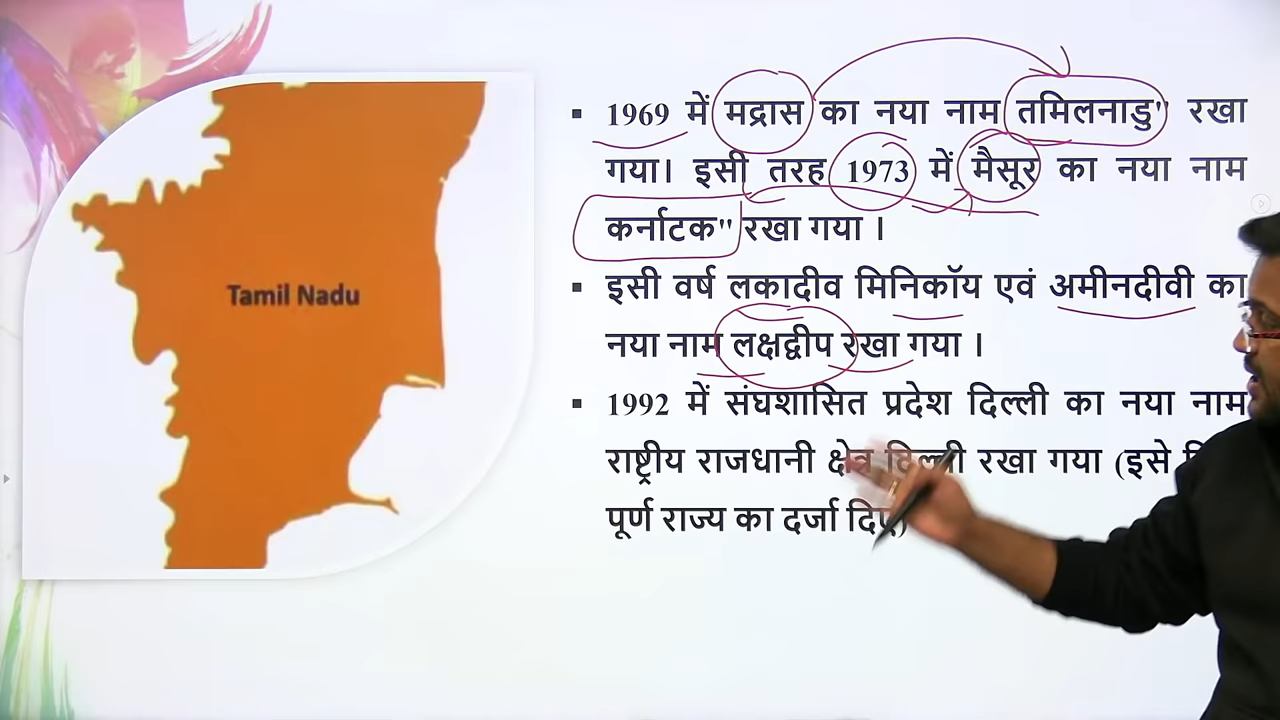 Tamil Nadu
▪ 1969 में मद्रास का नया नाम तमिलनाडु" रखा
गया। इसी तरह 1973 में मैसूर का नया नाम
कर्नाटक" रखा गया ।
▪ इसी वर्ष लकादीव मिनिकॉय एवं अमीनदीवी का
नया नाम लक्षद्वीप रखा गया ।
▪ 1992 में संघशासित प्रदेश दिल्ली का नया नाम
राष्ट्रीय राजधानी क्षेत्र दिल्ली रखा गया (इसे
पूर्ण राज्य का दर्जा दिए)